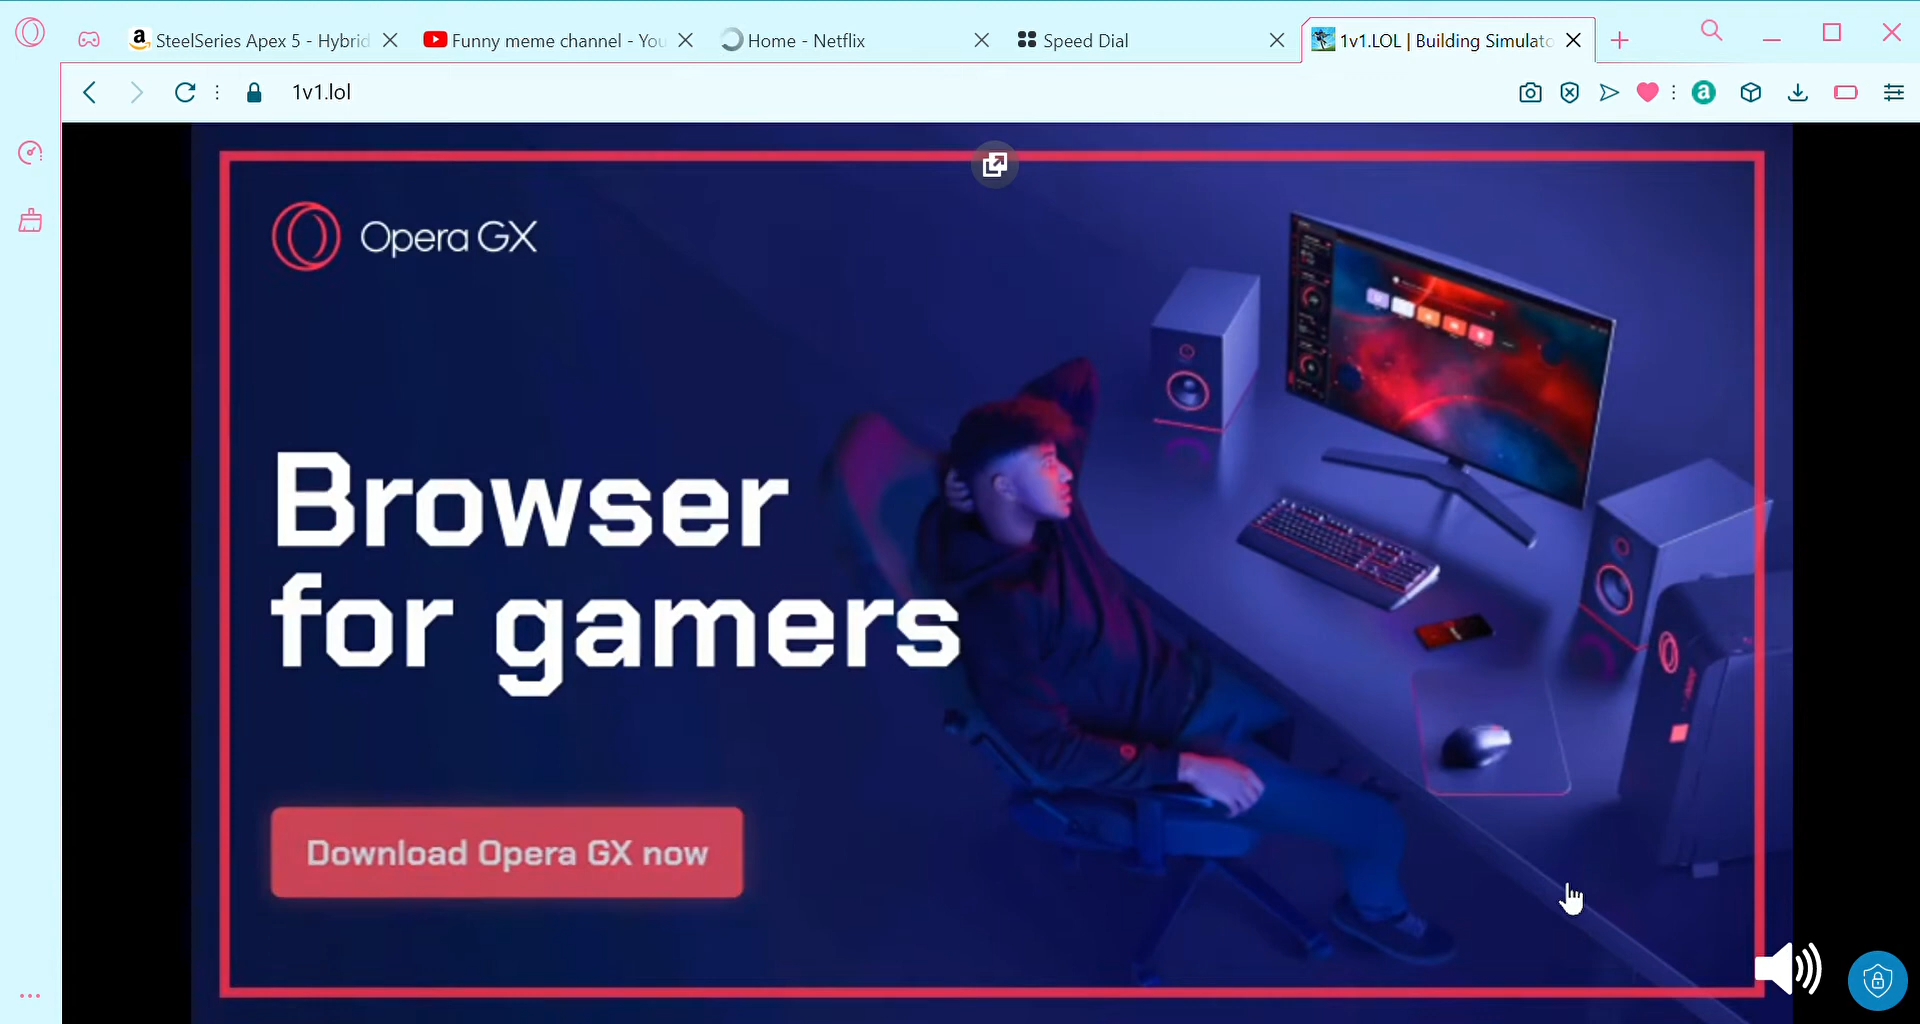 SteelSeries Apex 5 - Hybrid
Funny meme channel - You
Home - Netflix
Speed Dial
1v1.LOL | Building Simulato
1v1.lol
Opera GX
Browser
for gamers
Download Opera GX now